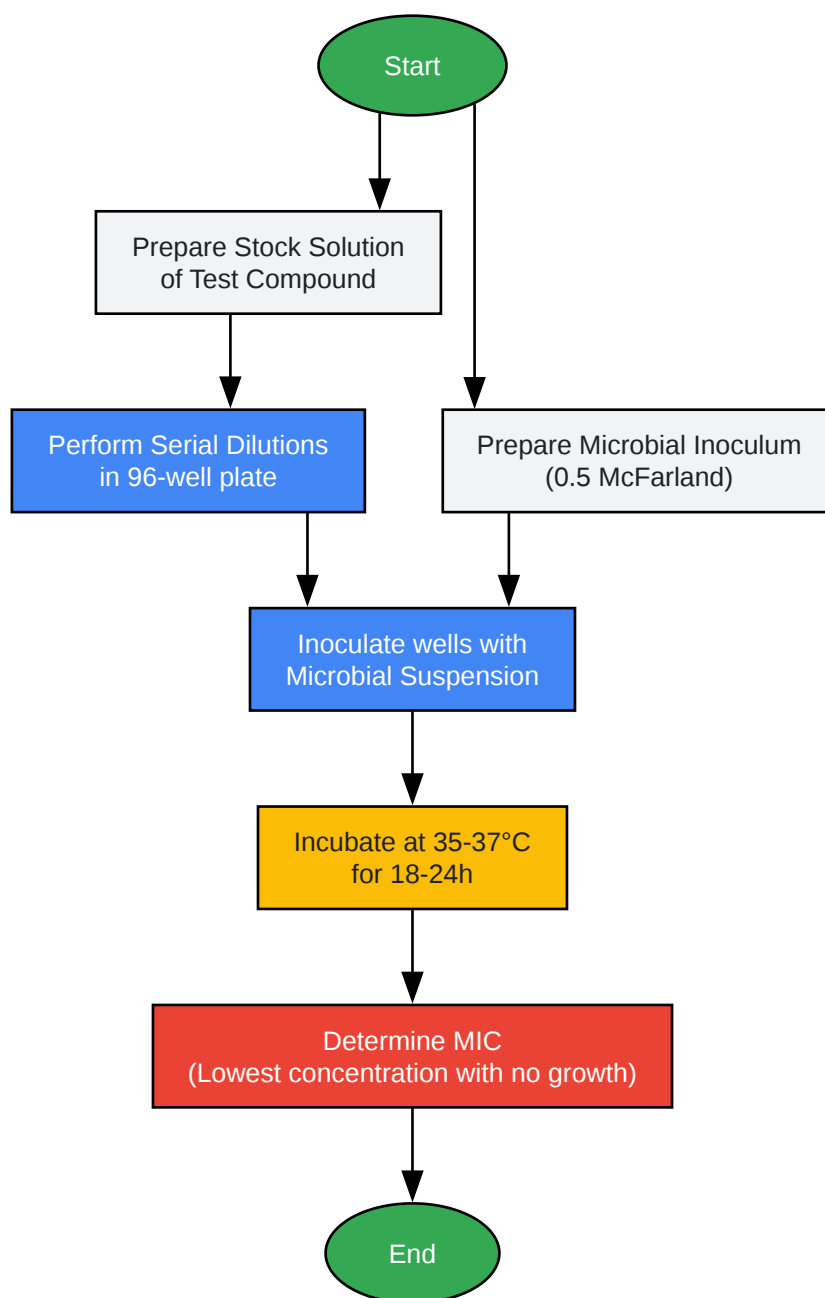 Start
Prepare Stock Solution
of Test Compound
Perform Serial Dilutions
in 96-well plate
Prepare Microbial Inoculum
(0.5 McFarland)
Inoculate wells with
Microbial Suspension
Incubate at 35-37°C
for 18-24h
Determine MIC
(Lowest concentration with no growth)
End